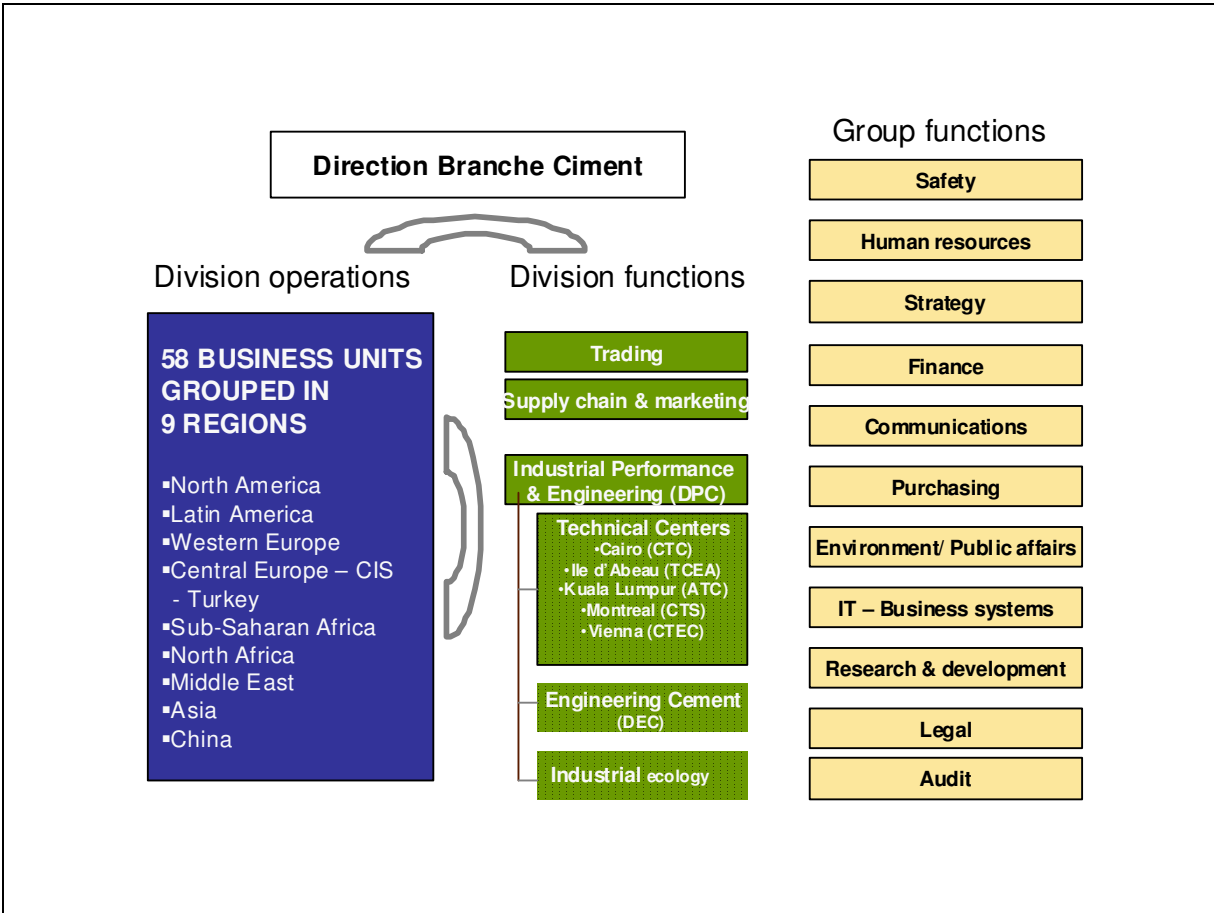 Direction Branche Ciment
Division operations
58 BUSINESS UNITS
GROUPED IN
9 REGIONS
▪North America
▪Latin America
▪Western Europe
▪Central Europe – CIS
- Turkey
▪Sub-Saharan Africa
▪North Africa
▪Middle East
▪Asia
▪China
Division functions
Trading
Supply chain & marketing
Industrial Performance
& Engineering (DPC)
Technical Centers
•Cairo (CTC)
•Ile d'Abeau (TCEA)
•Kuala Lumpur (ATC)
•Montreal (CTS)
•Vienna (CTEC)
Engineering Cement
(DEC)
Industrial ecology
Group functions
Safety
Human resources
Strategy
Finance
Communications
Purchasing
Environment/ Public affairs
IT – Business systems
Research & development
Legal
Audit